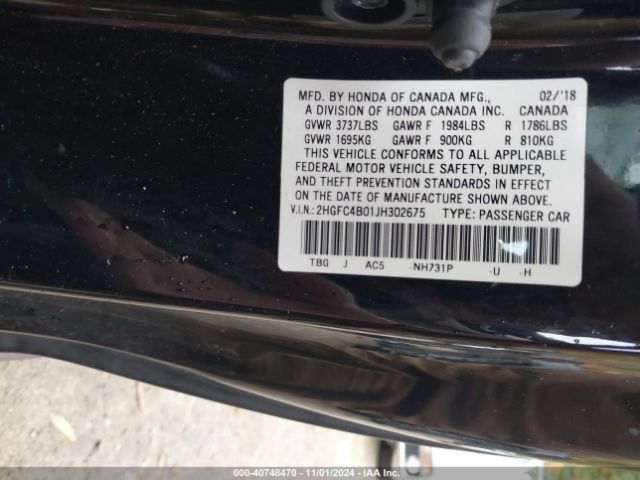 MFD. BY HONDA OF CANADA MFG., 02/'18
A DIVISION OF HONDA CANADA INC. CANADA
GVWR 3737LBS GAWR F 1984LBS R 1786LBS
GVWR 1695KG GAWR F 900KG R 810KG
THIS VEHICLE CONFORMS TO ALL APPLICABLE
FEDERAL MOTOR VEHICLE SAFETY, BUMPER,
AND THEFT PREVENTION STANDARDS IN EFFECT
ON THE DATE OF MANUFACTURE SHOWN ABOVE.
V.I.N.: 2HGFC4B01JH302675 TYPE: PASSENGER CAR
TBG J AC5 -NH731P -U -H
000-40748470 - 11/01/2024 - IAA Inc.